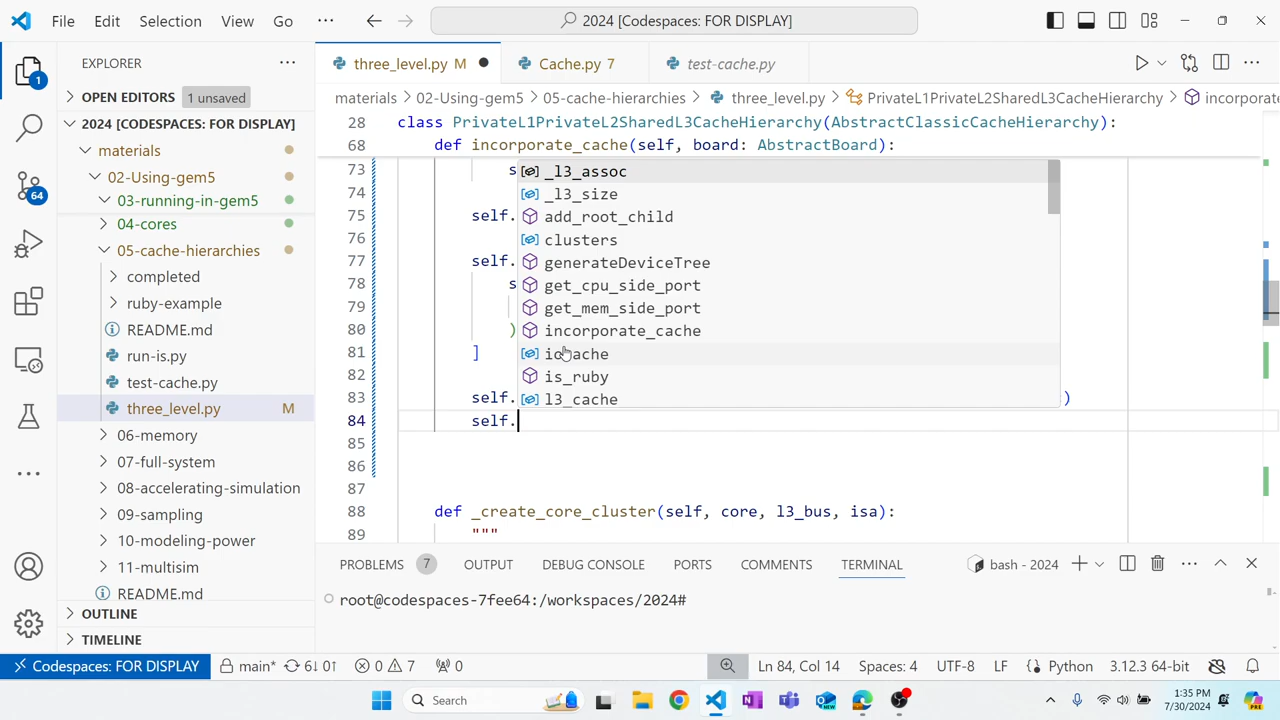 File Edit Selection View Go ··· 2024 [Codespaces: FOR DISPLAY]
EXPLORER
three_level.py M
Cache.py 7
test-cache.py
OPEN EDITORS 1 unsaved
2024 [CODESPACES: FOR DISPLAY]
materials
02-Using-gem5
03-running-in-gem5
04-cores
05-cache-hierarchies
completed
ruby-example
README.md
run-is.py
test-cache.py
three_level.py M
06-memory
07-full-system
08-accelerating-simulation
09-sampling
10-modeling-power
11-multisim
README.md
OUTLINE
TIMELINE
1
64
materials > 02-Using-gem5 > 05-cache-hierarchies > three_level.py > PrivateL1PrivateL2SharedL3CacheHierarchy > incorporate
28 class PrivateL1PrivateL2SharedL3CacheHierarchy(AbstractClassicCacheHierarchy):
68 def incorporate_cache(self, board: AbstractBoard):
73 s
74
75 self.
76
77 self.
78 s
79
80 )
81 ]
82
83 self. )
84 self.
85
86
87
88 def _create_core_cluster(self, core, l3_bus, isa):
89 """
_l3_assoc
_l3_size
add_root_child
clusters
generateDeviceTree
get_cpu_side_port
get_mem_side_port
incorporate_cache
iocache
is_ruby
l3_cache
PROBLEMS 7 OUTPUT DEBUG CONSOLE PORTS COMMENTS TERMINAL bash - 2024
root@codespaces-7fee64:/workspaces/2024#
Codespaces: FOR DISPLAY main* 6↓ 0↑ 0 7 0 Ln 84, Col 14 Spaces: 4 UTF-8 LF Python 3.12.3 64-bit
Search
1:35 PM
7/30/2024